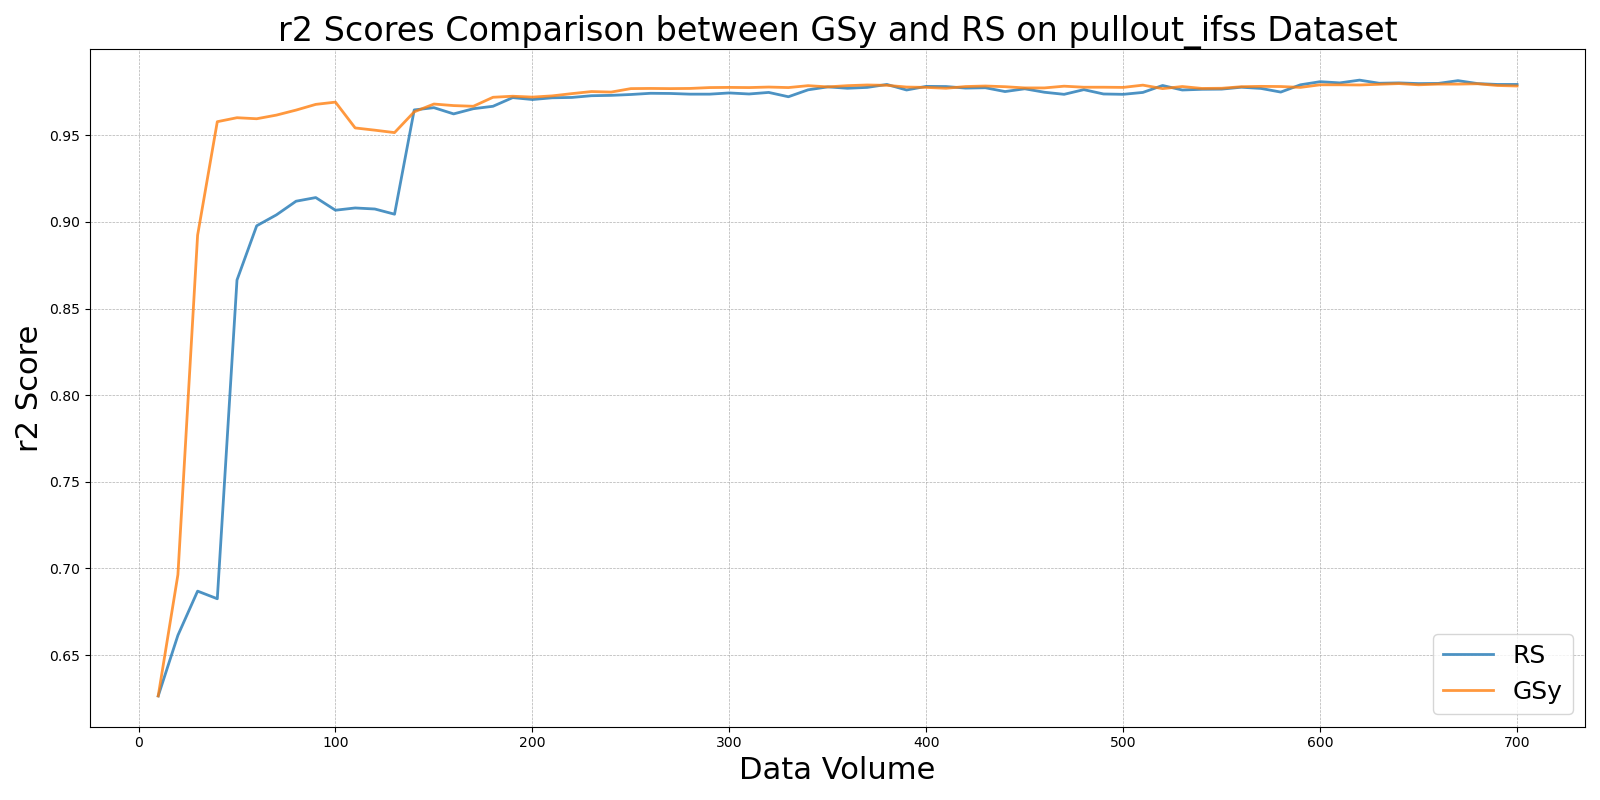 r2 Scores Comparison between GSy and RS on pullout_ifss Dataset
r2 Score
0.95
0.90
0.85
0.80
0.75
0.70
0.65
RS
GSy
0 100 200 300 400 500 600 700
Data Volume